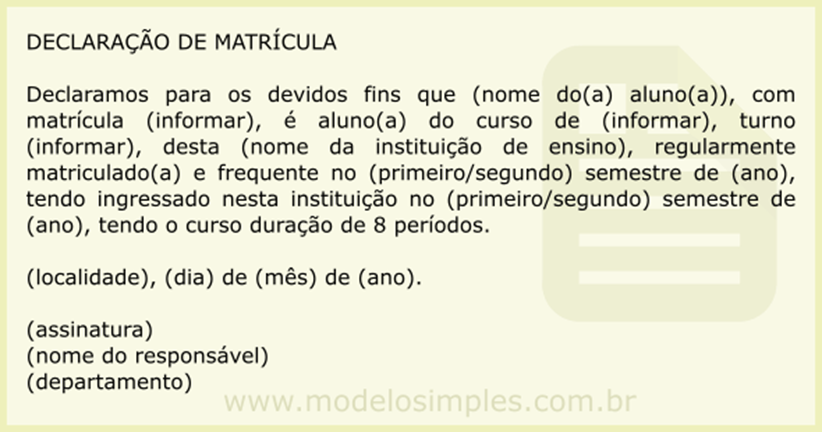 DECLARAÇÃO DE MATRÍCULA
Declaramos para os devidos fins que (nome do(a) aluno(a)), com
matrícula (informar), é aluno(a) do curso de (informar), turno
(informar), desta (nome da instituição de ensino), regularmente
matriculado(a) e frequente no (primeiro/segundo) semestre de (ano),
tendo ingressado nesta instituição no (primeiro/segundo) semestre de
(ano), tendo o curso duração de 8 períodos.
(localidade), (dia) de (mês) de (ano).
(assinatura)
(nome do responsável)
(departamento)
www.modelosimples.com.br